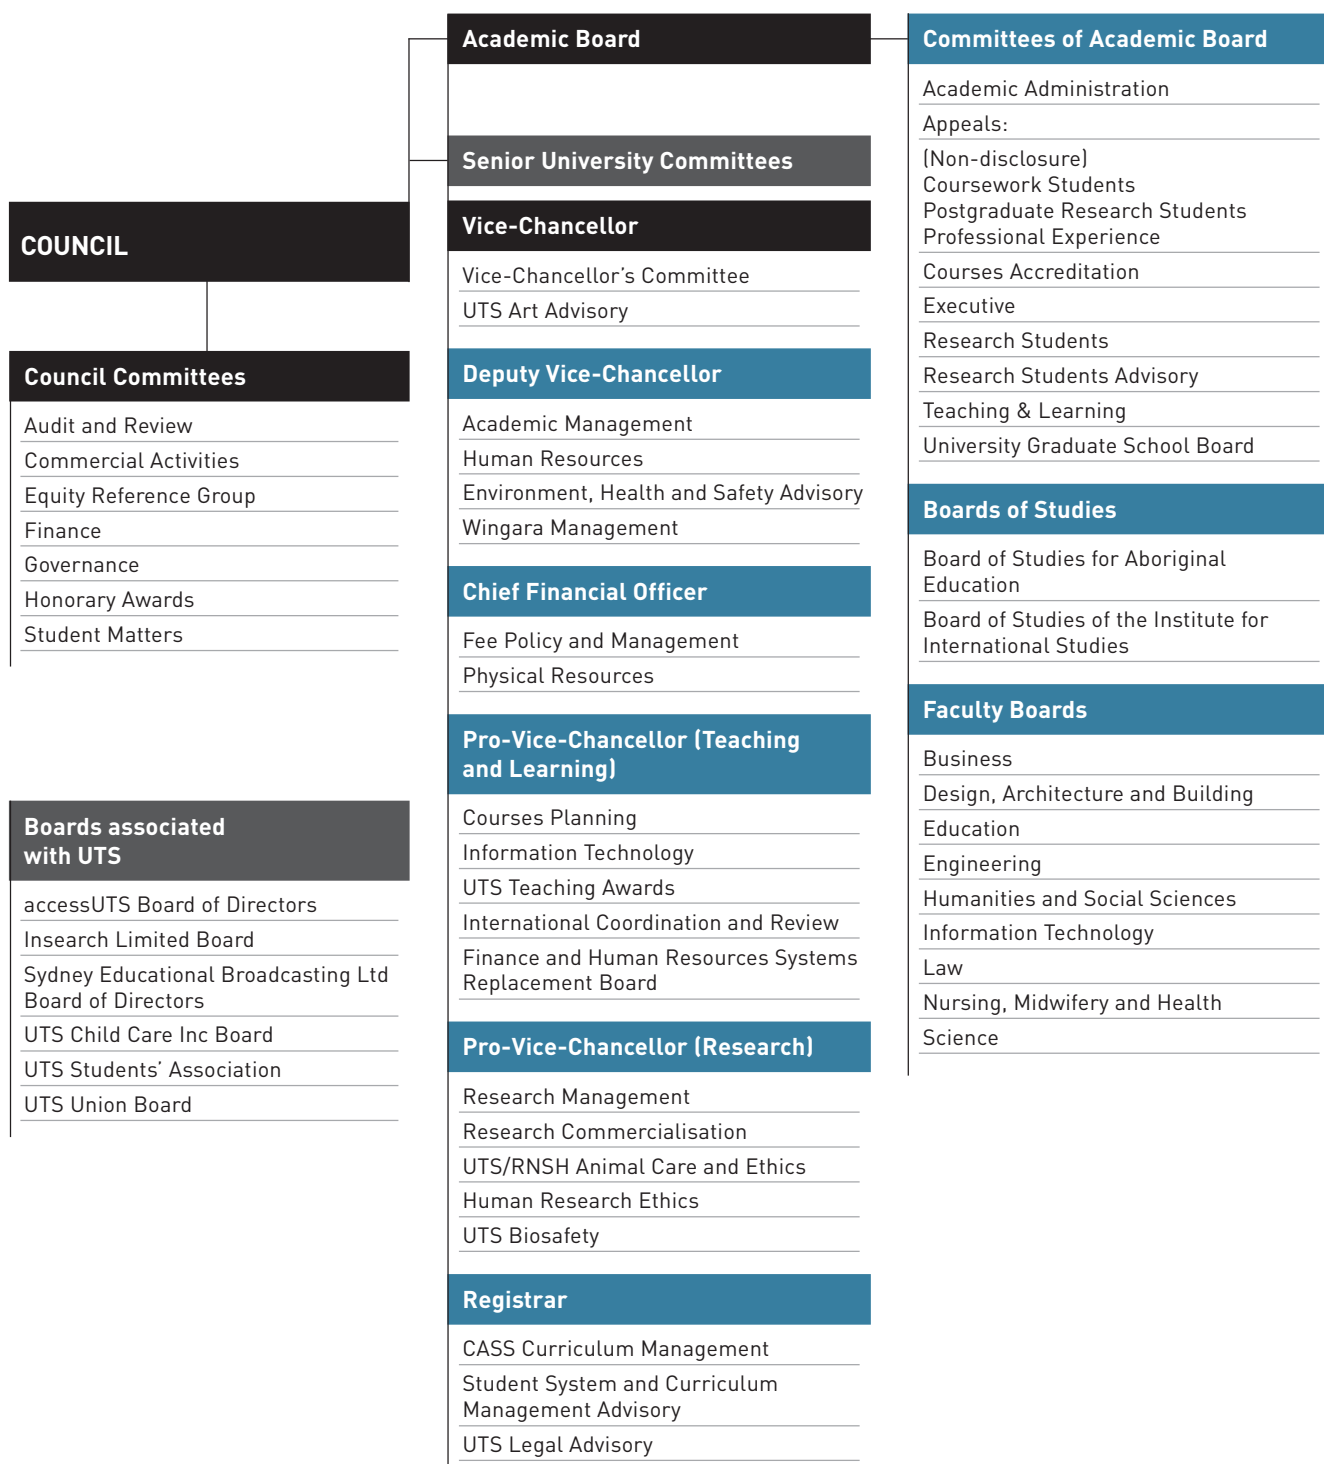 COUNCIL
Council Committees
Audit and Review
Commercial Activities
Equity Reference Group
Finance
Governance
Honorary Awards
Student Matters
Boards associated
with UTS
accessUTS Board of Directors
Insearch Limited Board
Sydney Educational Broadcasting Ltd
Board of Directors
UTS Child Care Inc Board
UTS Students’ Association
UTS Union Board
Academic Board
Senior University Committees
Vice-Chancellor
Vice-Chancellor’s Committee
UTS Art Advisory
Deputy Vice-Chancellor
Academic Management
Human Resources
Environment, Health and Safety Advisory
Wingara Management
Chief Financial Officer
Fee Policy and Management
Physical Resources
Pro-Vice-Chancellor (Teaching
and Learning)
Courses Planning
Information Technology
UTS Teaching Awards
International Coordination and Review
Finance and Human Resources Systems
Replacement Board
Pro-Vice-Chancellor (Research)
Research Management
Research Commercialisation
UTS/RNSH Animal Care and Ethics
Human Research Ethics
UTS Biosafety
Registrar
CASS Curriculum Management
Student System and Curriculum
Management Advisory
UTS Legal Advisory
Committees of Academic Board
Academic Administration
Appeals:
(Non-disclosure)
Coursework Students
Postgraduate Research Students
Professional Experience
Courses Accreditation
Executive
Research Students
Research Students Advisory
Teaching & Learning
University Graduate School Board
Boards of Studies
Board of Studies for Aboriginal
Education
Board of Studies of the Institute for
International Studies
Faculty Boards
Business
Design, Architecture and Building
Education
Engineering
Humanities and Social Sciences
Information Technology
Law
Nursing, Midwifery and Health
Science